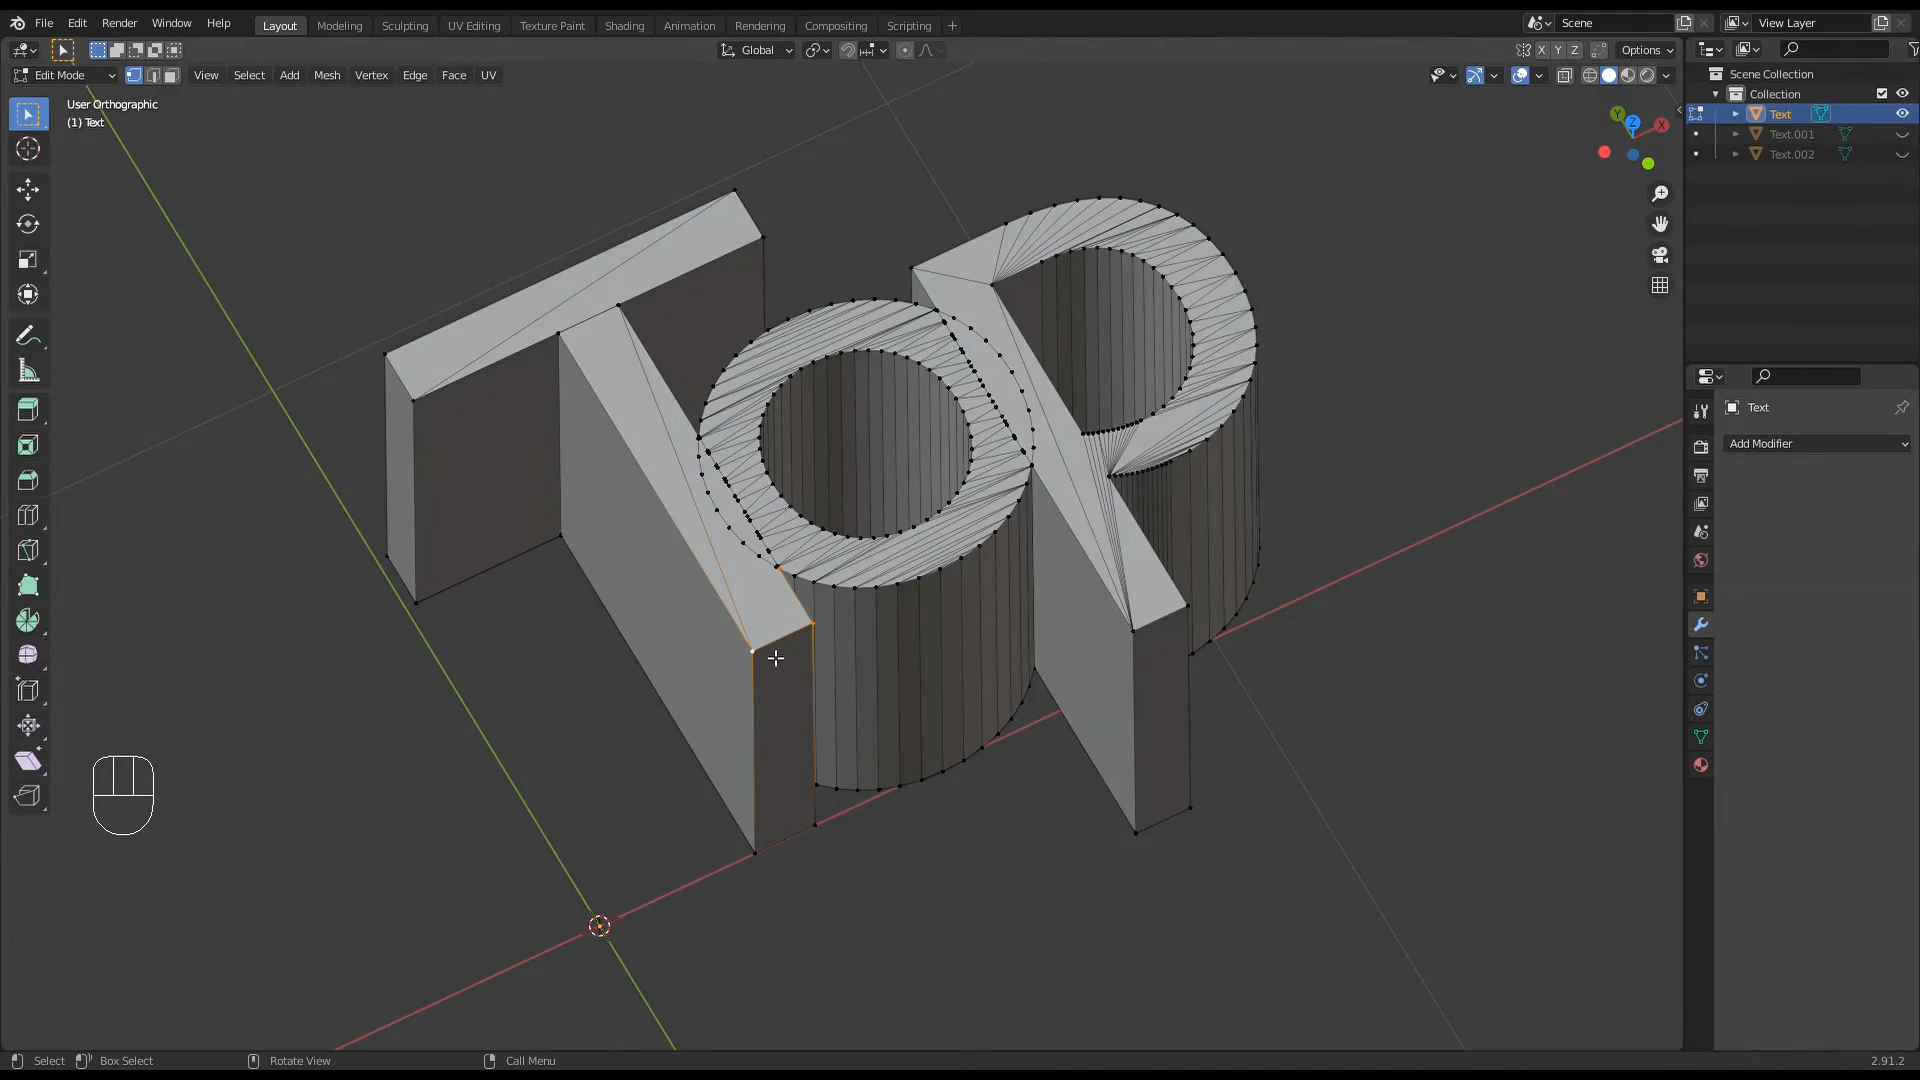 File Edit Render Window Help
Layout Modeling Sculpting UV Editing Texture Paint Shading Animation Rendering Compositing Scripting +
Scene View Layer
Global X Y Z Options
Edit Mode View Select Add Mesh Vertex Edge Face UV
User Orthographic
(1) Text
Y Z X
Scene Collection
Collection
Text
Text.001
Text.002
Text
Add Modifier
TOP
Select Box Select Rotate View Call Menu 2.91.2